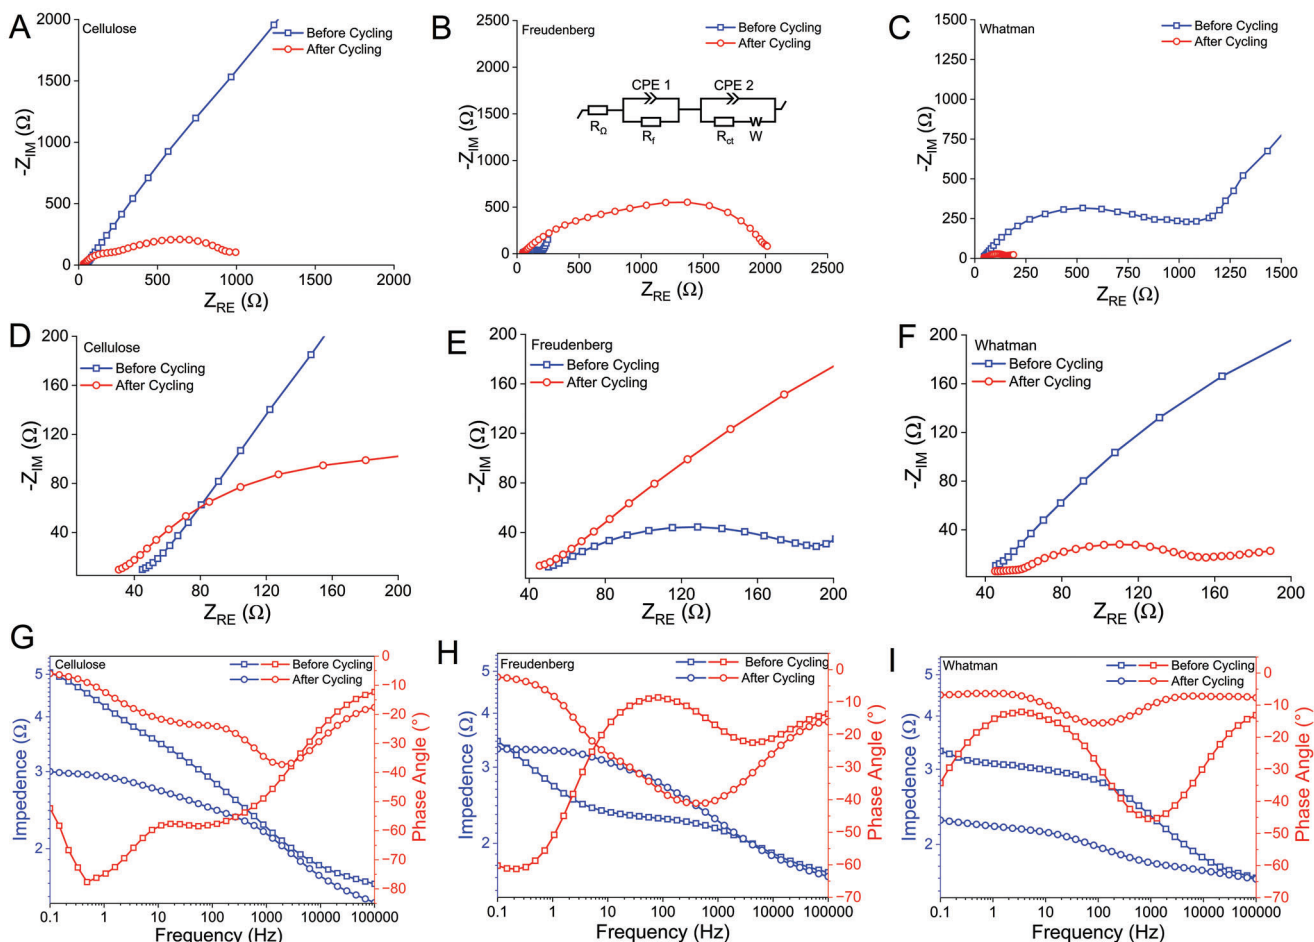 A
Cellulose
Before Cycling
After Cycling
2000
1500
1000
500
0
0
500
1000
1500
2000
-Z_IM (Ω)
Z_RE (Ω)
B
Freudenberg
Before Cycling
After Cycling
CPE 1
CPE 2
R_Ω
R_f
R_ct
W
W
2500
2000
1500
1000
500
0
0
500
1000
1500
2000
2500
-Z_IM (Ω)
Z_RE (Ω)
C
Whatman
Before Cycling
After Cycling
1500
1250
1000
750
500
250
0
0
250
500
750
1000
1250
1500
-Z_IM (Ω)
Z_RE (Ω)
D
Cellulose
Before Cycling
After Cycling
200
160
120
80
40
40
80
120
160
200
-Z_IM (Ω)
Z_RE (Ω)
E
Freudenberg
Before Cycling
After Cycling
200
160
120
80
40
40
80
120
160
200
-Z_IM (Ω)
Z_RE (Ω)
F
Whatman
Before Cycling
After Cycling
200
160
120
80
40
40
80
120
160
200
-Z_IM (Ω)
Z_RE (Ω)
G
Cellulose
Before Cycling
After Cycling
5
4
3
2
0
−10
−20
−30
−40
−50
−60
−70
−80
0.1
1
10
100
1000
10000
100000
Impedence (Ω)
Phase Angle (°)
Frequency (Hz)
H
Freudenberg
Before Cycling
After Cycling
5
4
3
2
0
−10
−20
−30
−40
−50
−60
−70
0.1
1
10
100
1000
10000
100000
Impedence (Ω)
Phase Angle (°)
Frequency (Hz)
I
Whatman
Before Cycling
After Cycling
5
4
3
2
5
0
−10
−20
−30
−40
−50
−60
−70
0.1
1
10
100
1000
10000
100000
Impedence (Ω)
Phase Angle (°)
Frequency (Hz)